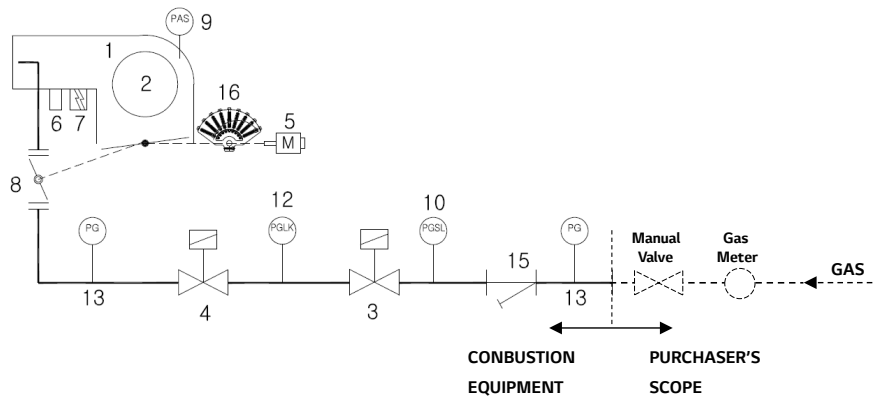 PAS 9
1
2
16
6 7
5
M
8
12
10
PG
PGLK
PGSL
PG
Manual
Valve
Gas
Meter
15
GAS
13
4
3
13
CONBUSTION
EQUIPMENT
PURCHASER'S
SCOPE